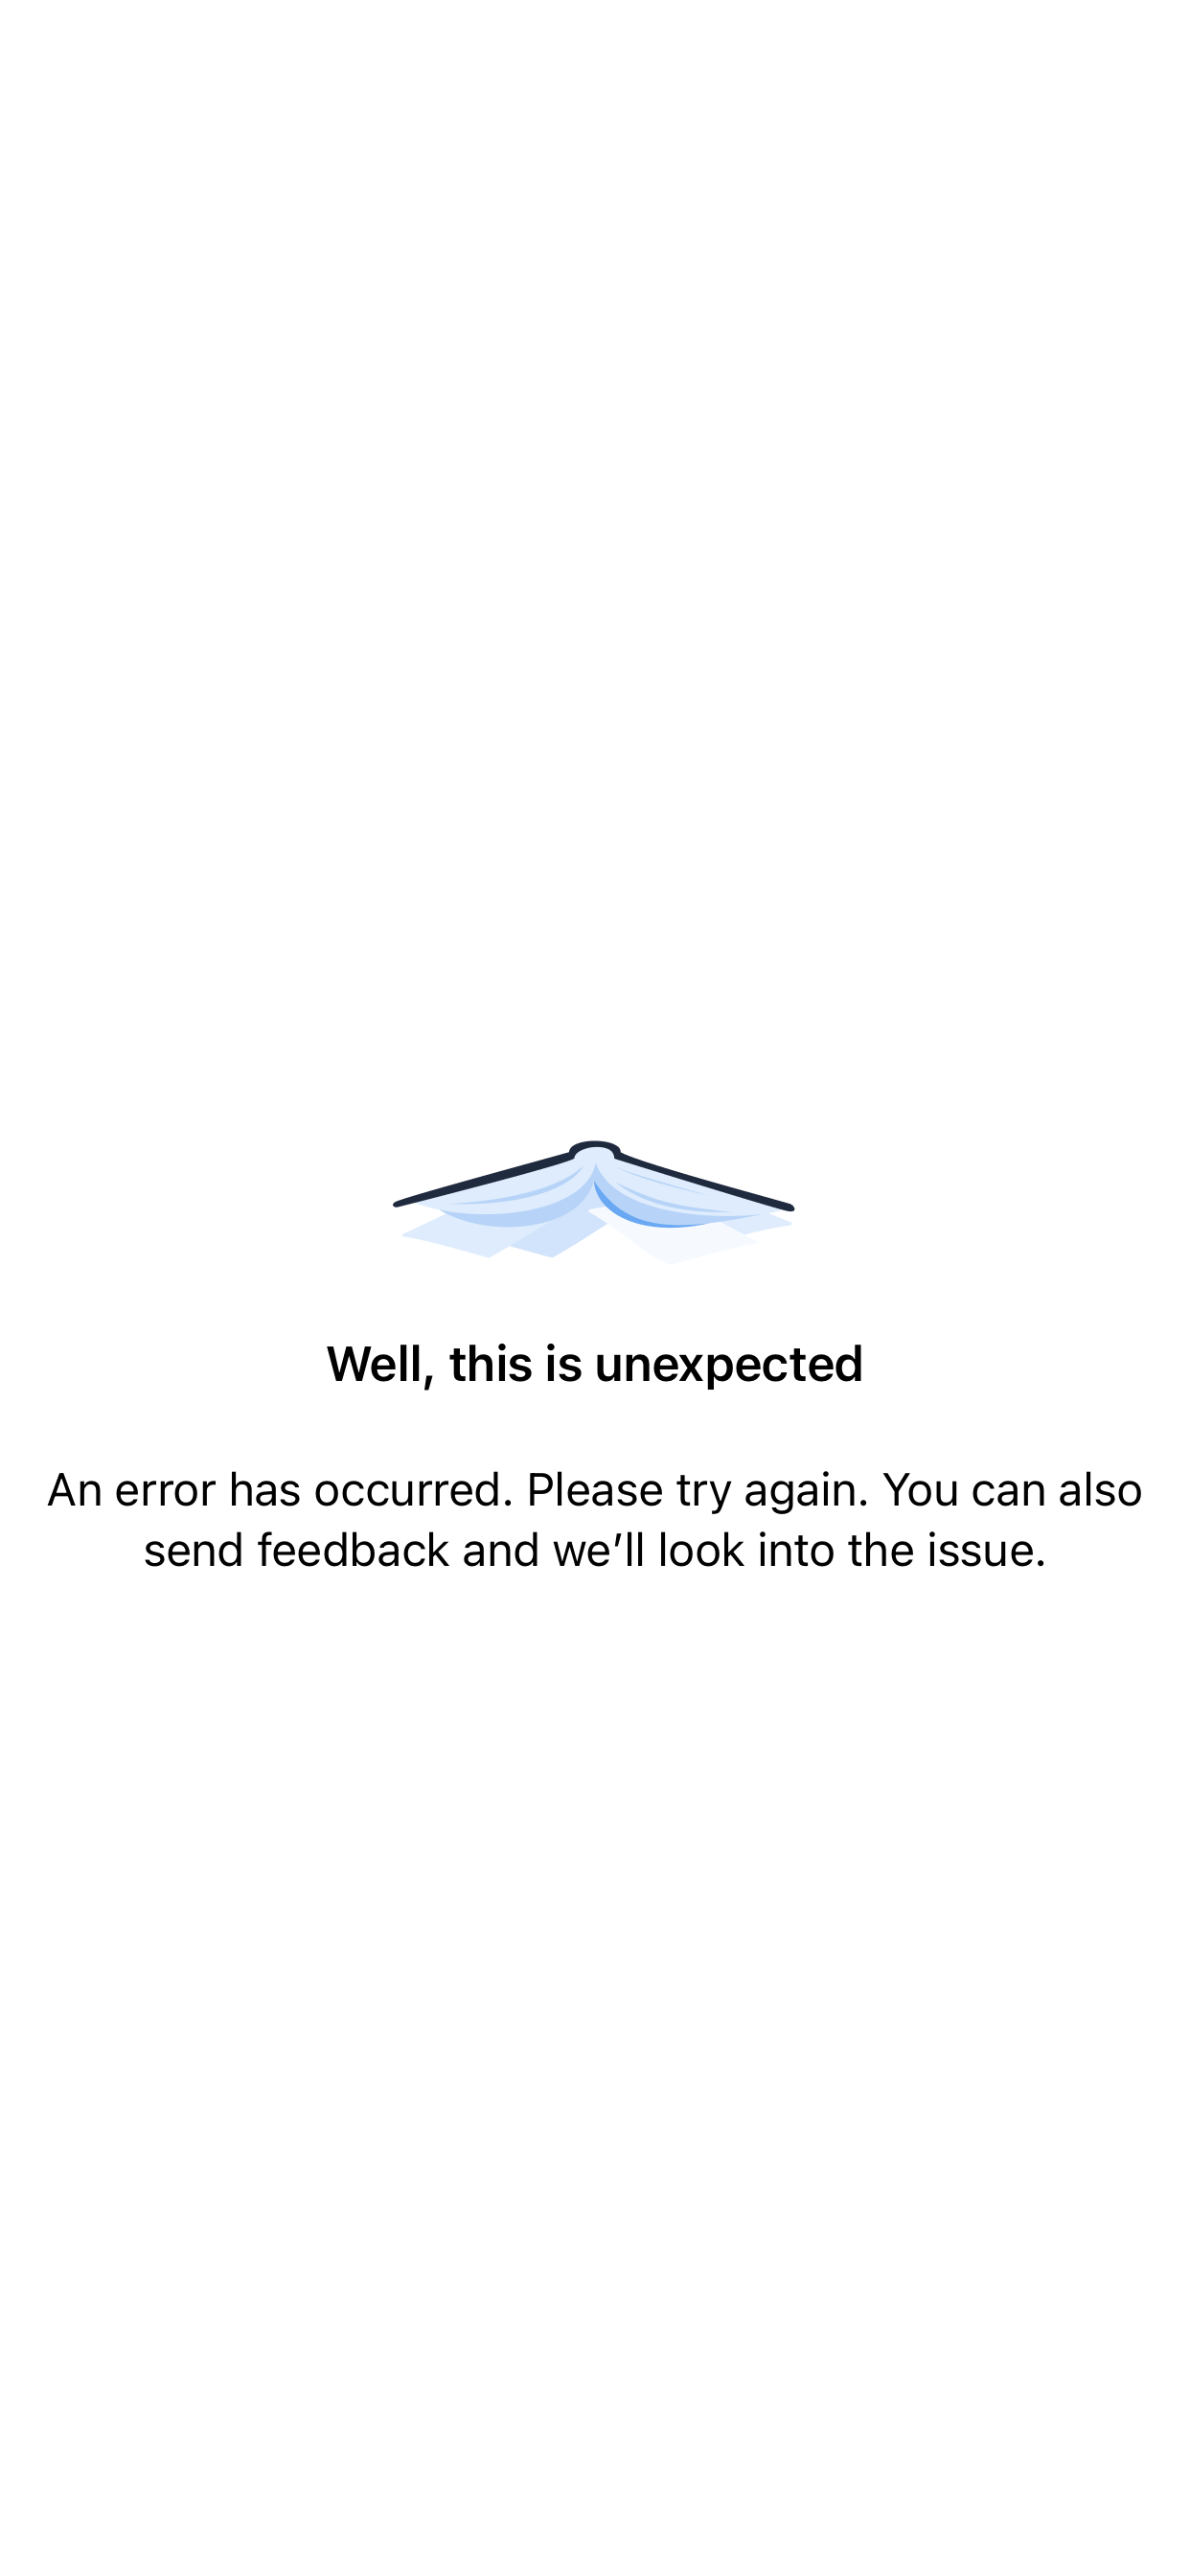 Well, this is unexpected
An error has occurred. Please try again. You can also
send feedback and we’ll look into the issue.